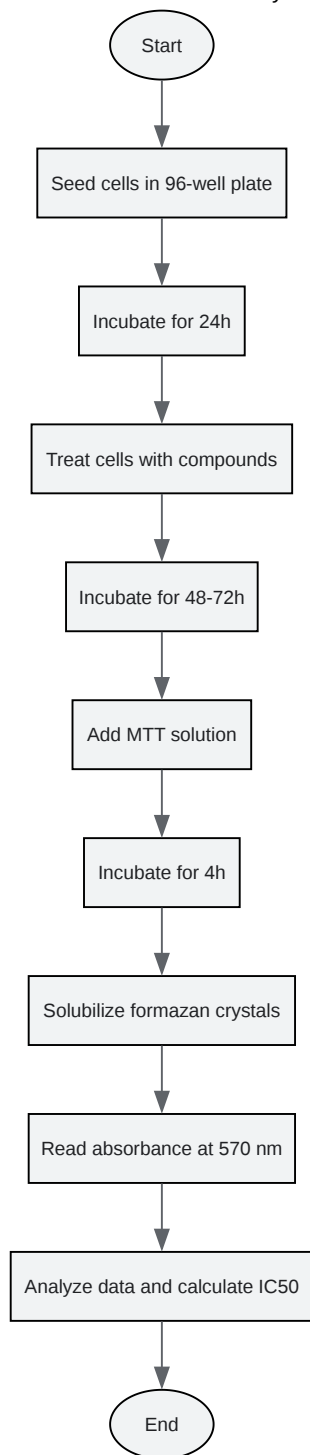 Start
Seed cells in 96-well plate
Incubate for 24h
Treat cells with compounds
Incubate for 48-72h
Add MTT solution
Incubate for 4h
Solubilize formazan crystals
Read absorbance at 570 nm
Analyze data and calculate IC50
End